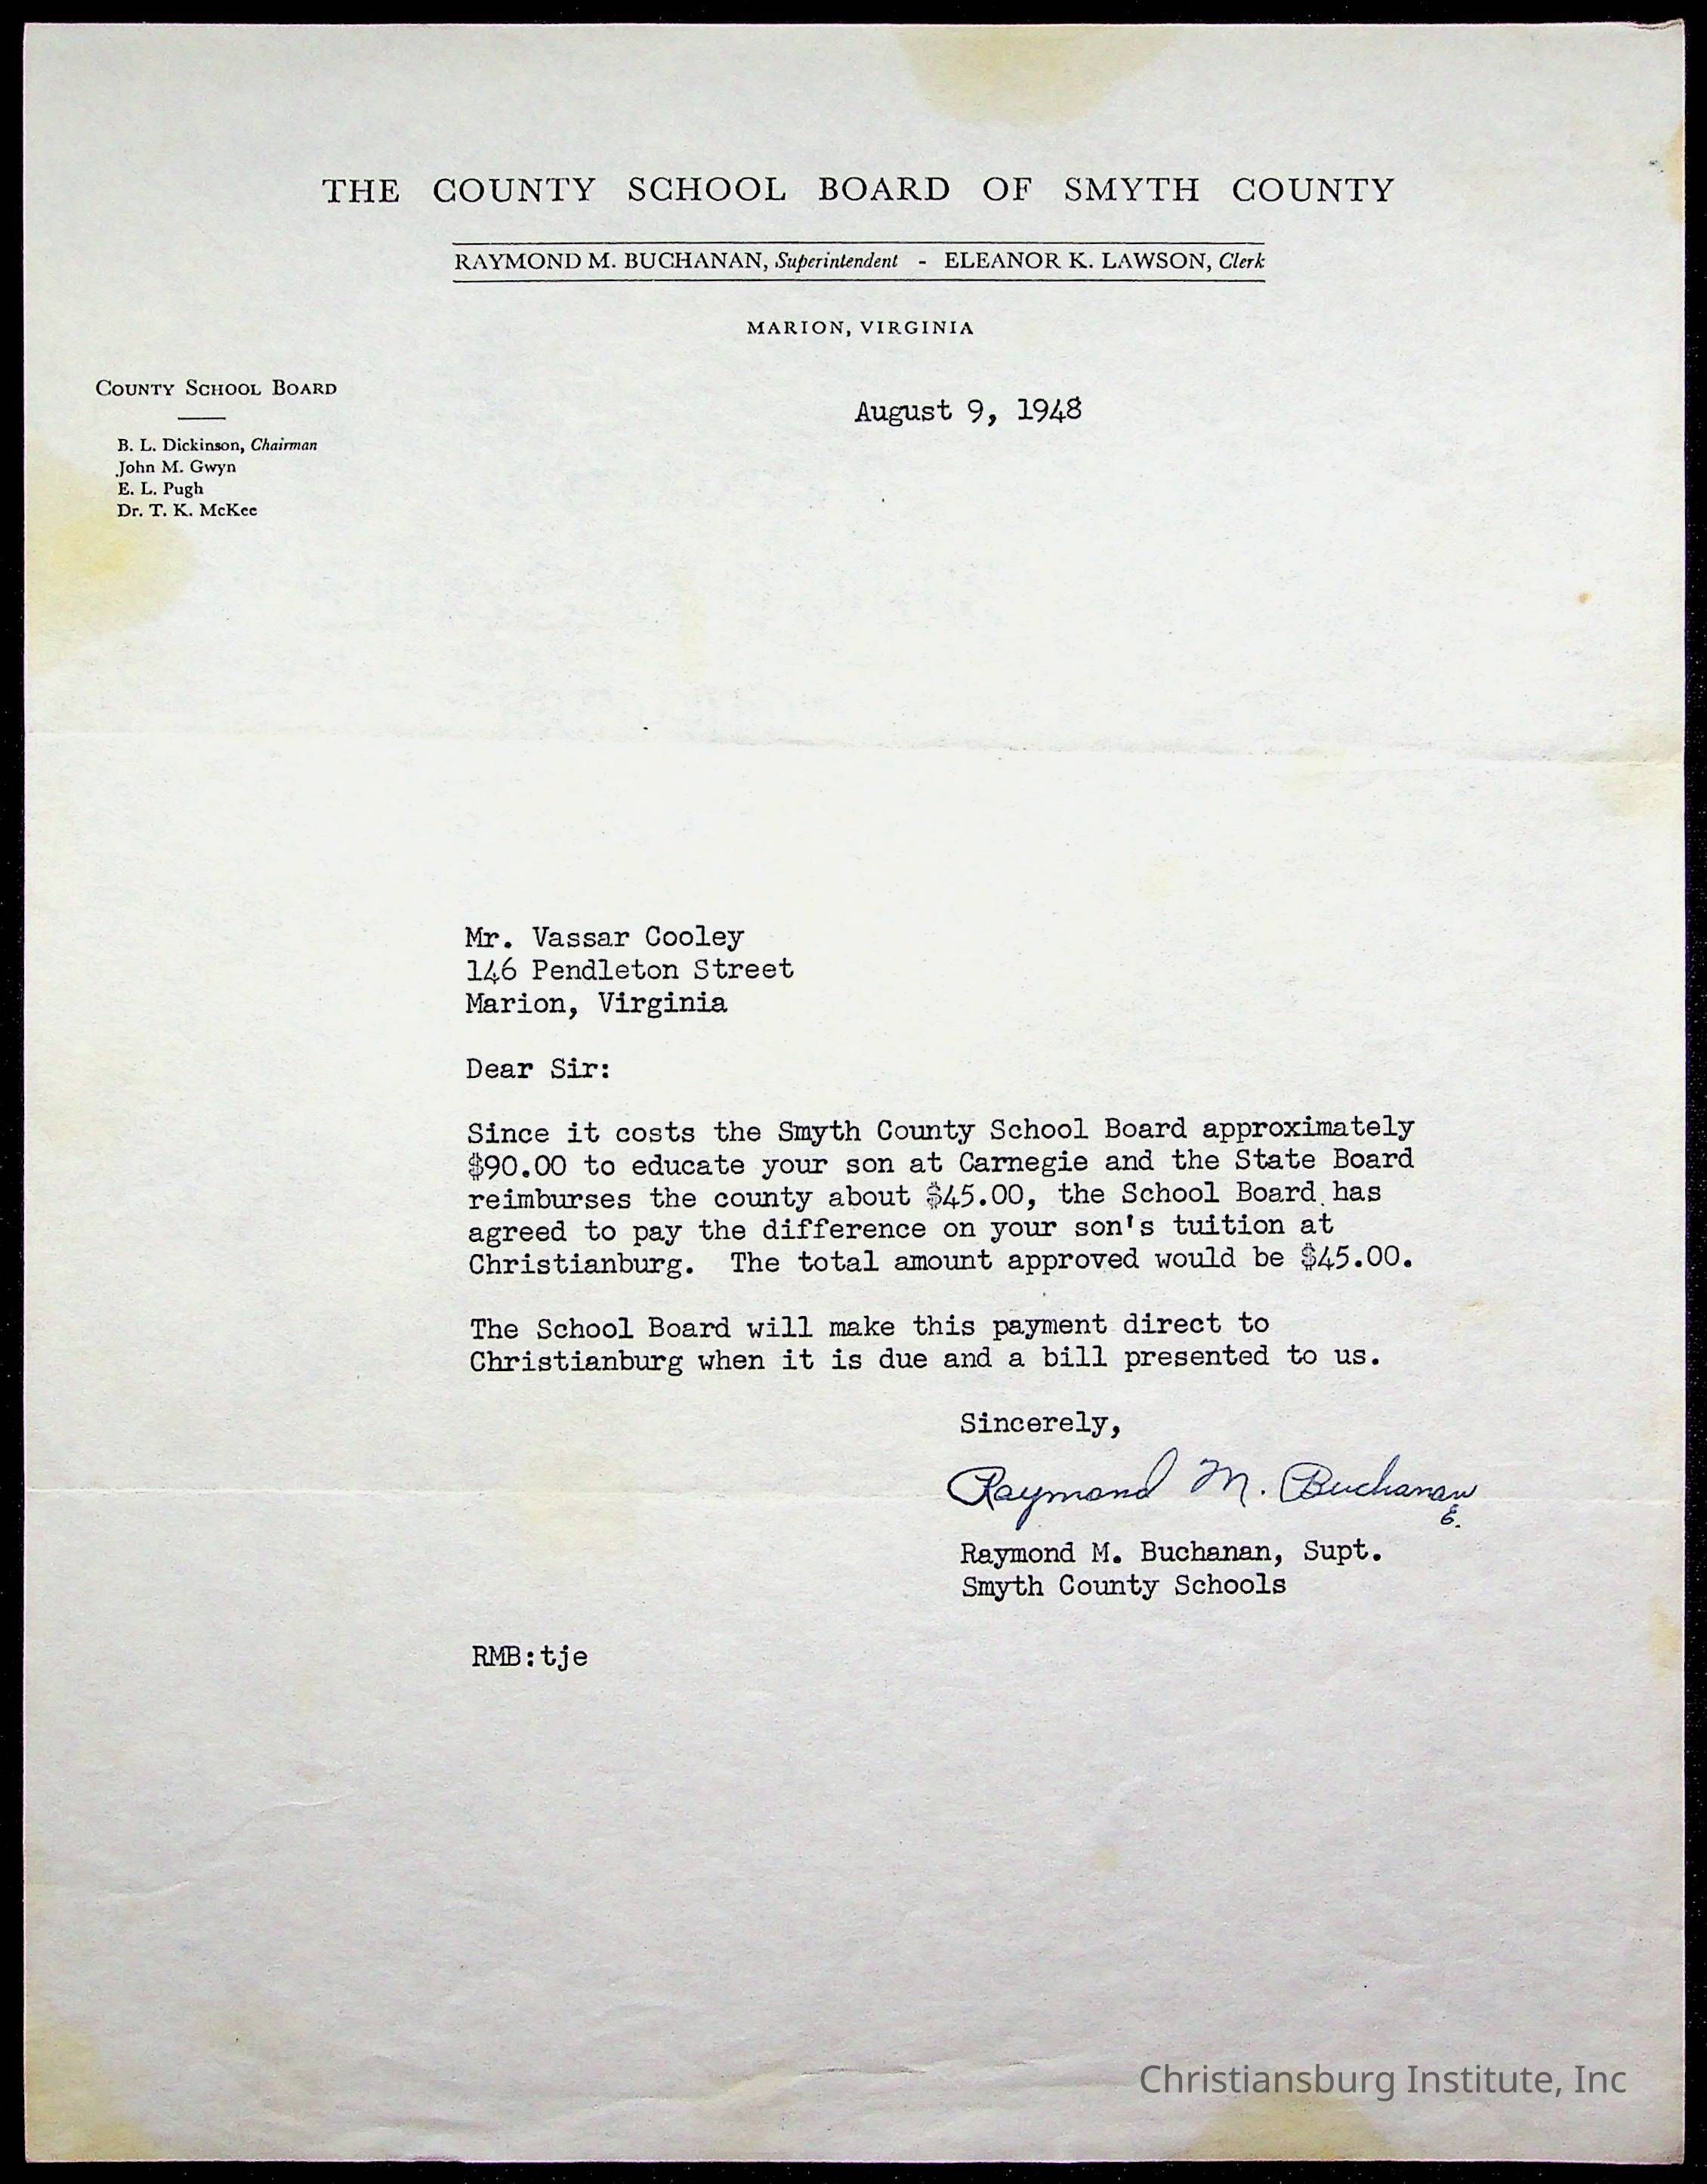 THE COUNTY SCHOOL BOARD OF SMYTH COUNTY
RAYMOND M. BUCHANAN, Superintendent - ELEANOR K. LAWSON, Clerk
MARION, VIRGINIA
COUNTY SCHOOL BOARD
B. L. Dickinson, Chairman
John M. Gwyn
E. L. Pugh
Dr. T. K. McKee
August 9, 1948
Mr. Vassar Cooley
146 Pendleton Street
Marion, Virginia
Dear Sir:
Since it costs the Smyth County School Board approximately
$90.00 to educate your son at Carnegie and the State Board
reimburses the county about $45.00, the School Board has
agreed to pay the difference on your son's tuition at
Christianburg. The total amount approved would be $45.00.
The School Board will make this payment direct to
Christianburg when it is due and a bill presented to us.
Sincerely,
Raymond M. Buchanan
E.
Raymond M. Buchanan, Supt.
Smyth County Schools
RMB:tje
Christiansburg Institute, Inc